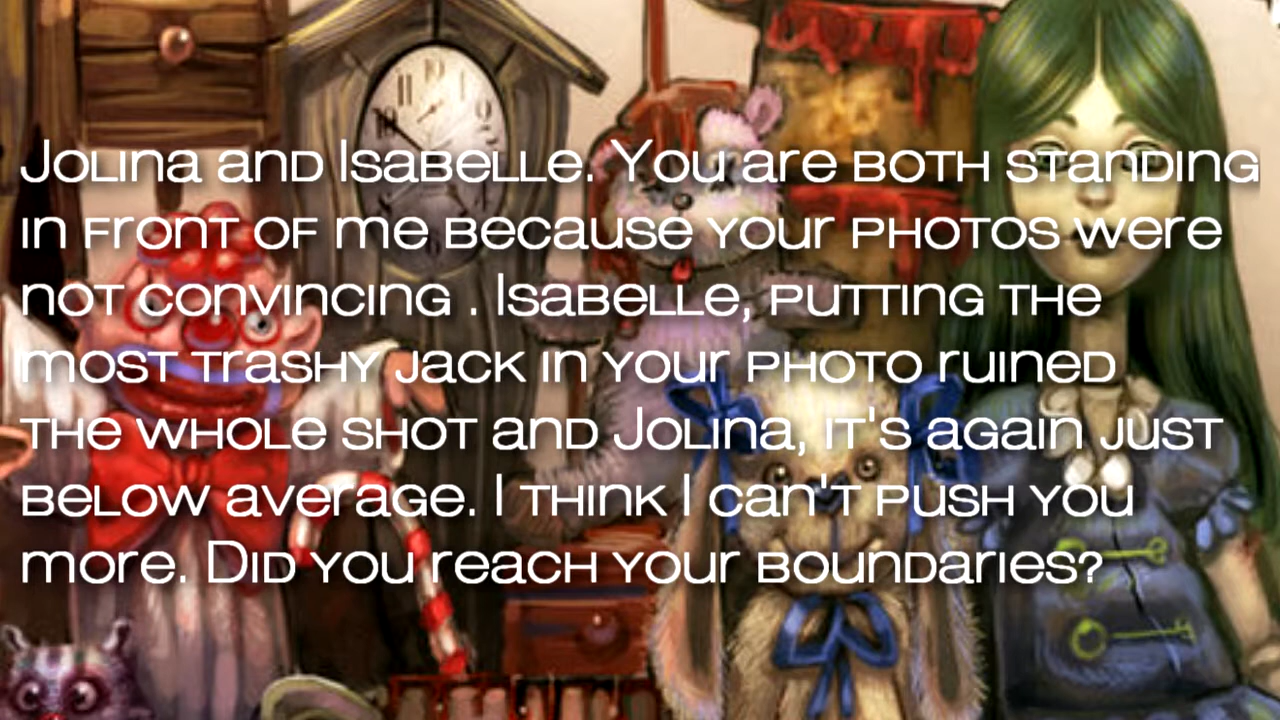 Jolina and Isabelle. You are both standing
in front of me because your photos were
not convincing . Isabelle, putting the
most trashy jack in your photo ruined
the whole shot and Jolina, it's again just
below average. I think I can't push you
more. Did you reach your boundaries?